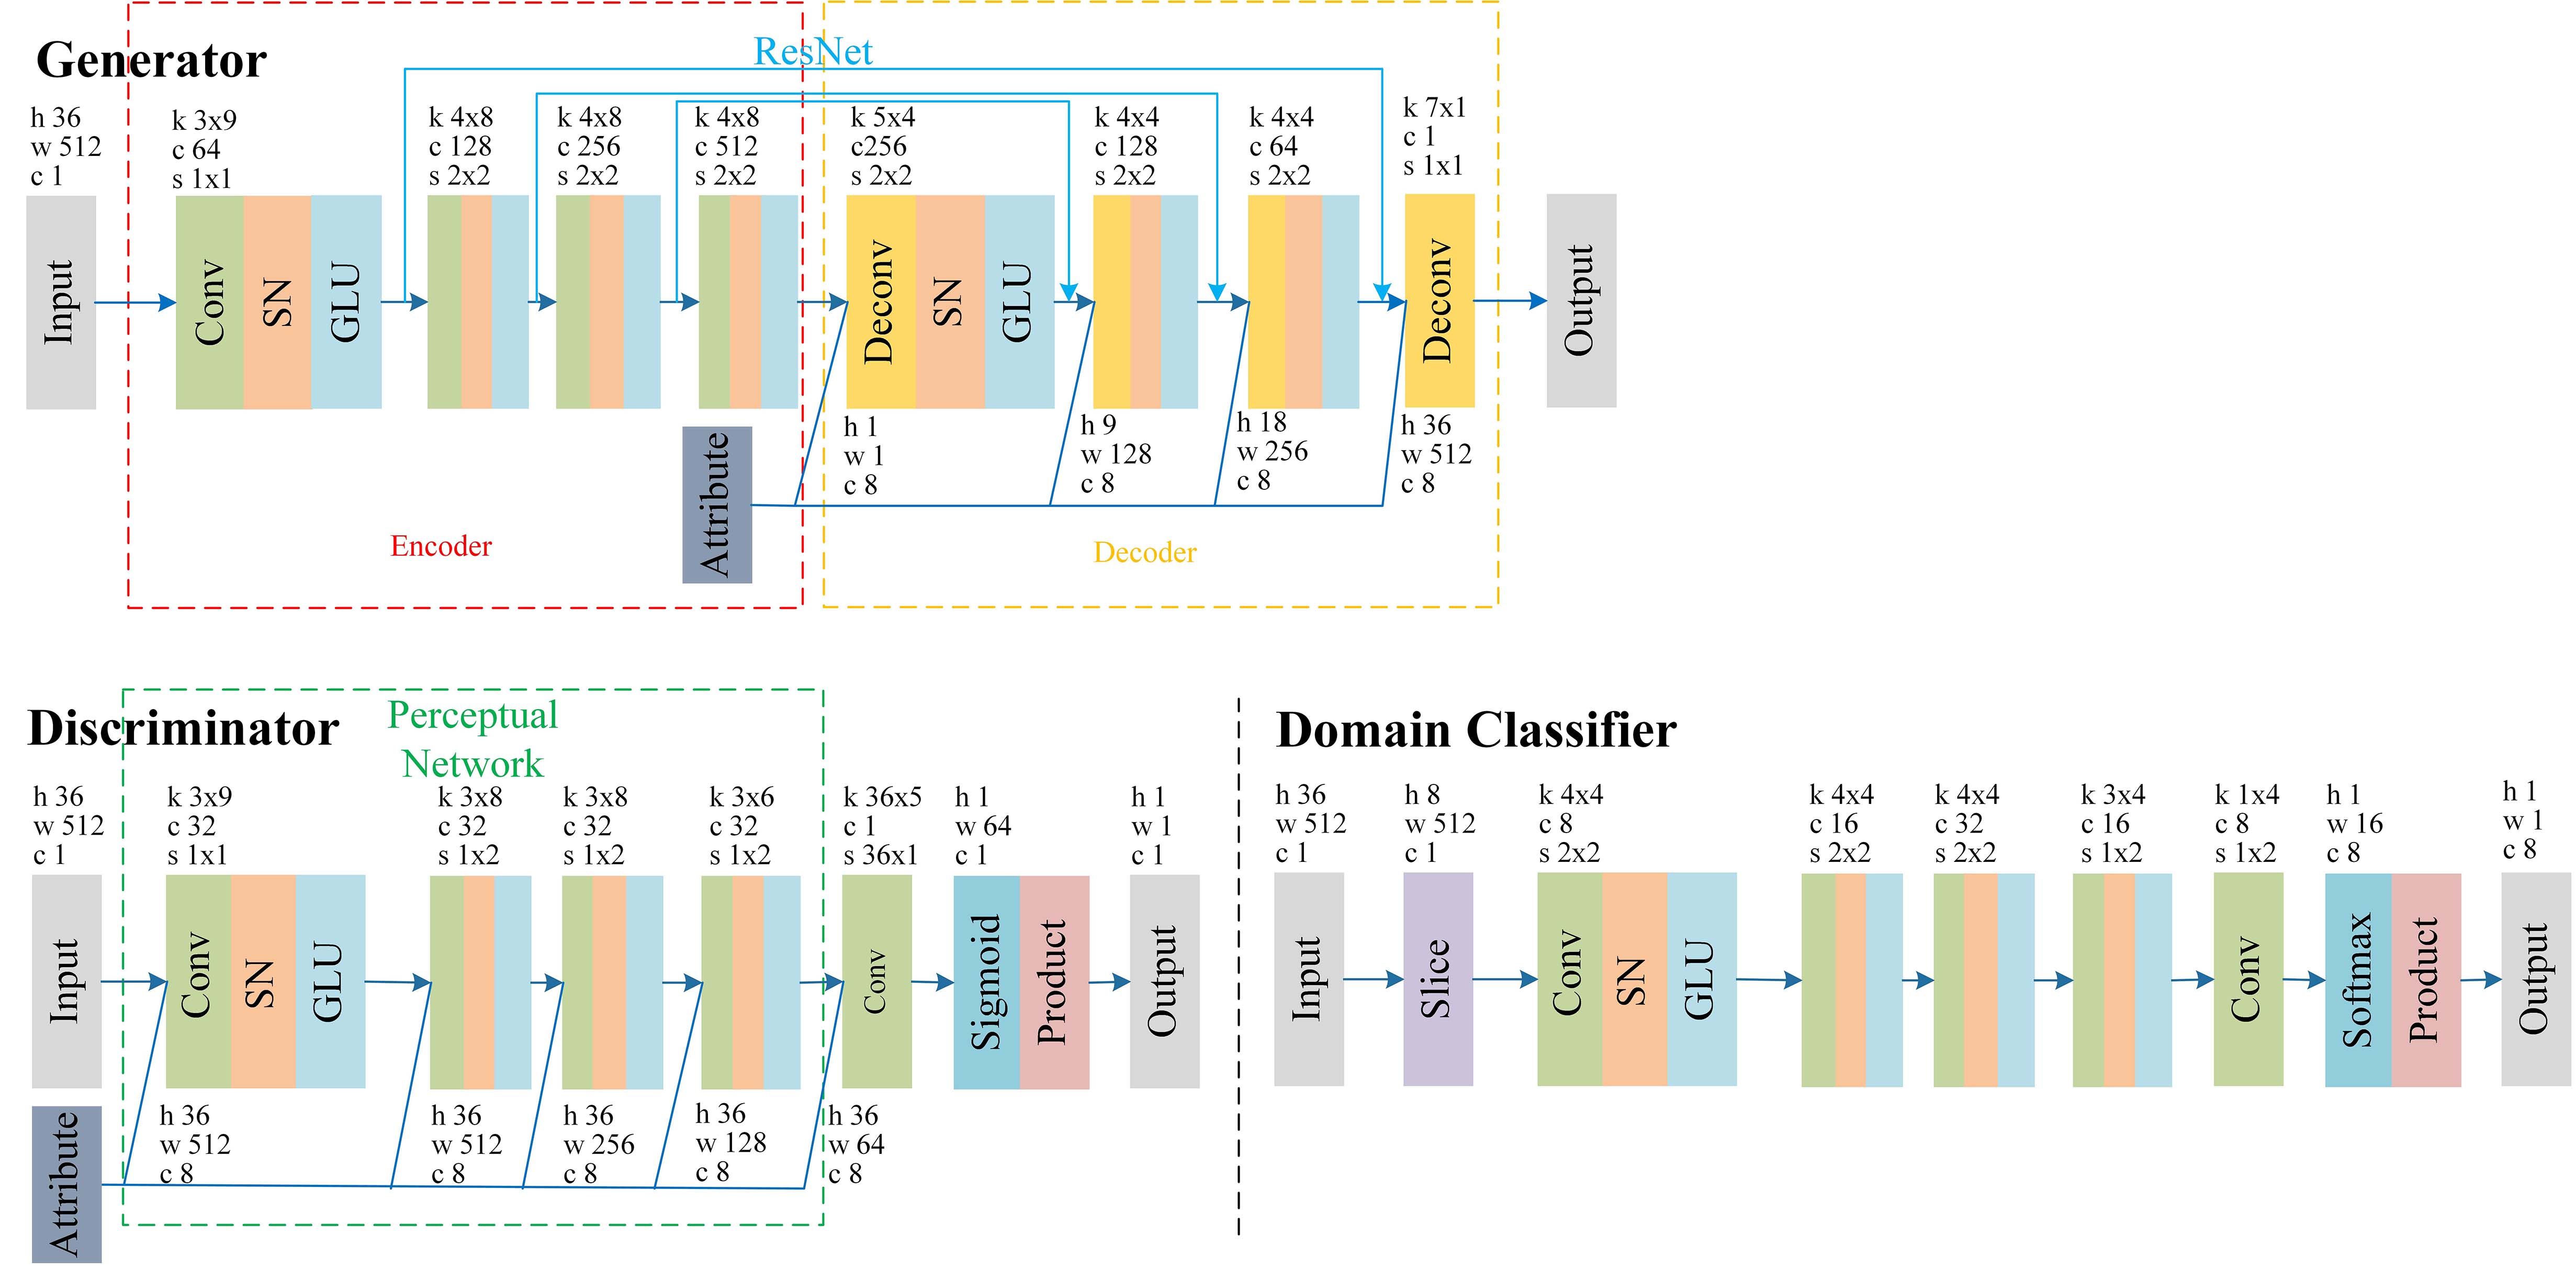 Generator
ResNet
h 36
w 512
c 1
k 3x9
c 64
s 1x1
k 4x8
c 128
s 2x2
k 4x8
c 256
s 2x2
k 4x8
c 512
s 2x2
k 5x4
c256
s 2x2
k 4x4
c 128
s 2x2
k 4x4
c 64
s 2x2
k 7x1
c 1
s 1x1
Input
Conv
SN
GLU
Deconv
SN
GLU
Deconv
Output
Attribute
h 1
w 1
c 8
h 9
w 128
c 8
h 18
w 256
c 8
h 36
w 512
c 8
Encoder
Decoder
Discriminator
Perceptual
Network
h 36
w 512
c 1
k 3x9
c 32
s 1x1
k 3x8
c 32
s 1x2
k 3x8
c 32
s 1x2
k 3x6
c 32
s 1x2
k 36x5
c 1
s 36x1
h 1
w 64
c 1
h 1
w 1
c 1
Input
Conv
SN
GLU
Conv
Sigmoid
Product
Output
Attribute
h 36
w 512
c 8
h 36
w 512
c 8
h 36
w 256
c 8
h 36
w 128
c 8
h 36
w 64
c 8
Domain Classifier
h 36
w 512
c 1
h 8
w 512
c 1
k 4x4
c 8
s 2x2
k 4x4
c 16
s 2x2
k 4x4
c 32
s 2x2
k 3x4
c 16
s 1x2
k 1x4
c 8
s 1x2
h 1
w 16
c 8
h 1
w 1
c 8
Input
Slice
Conv
SN
GLU
Conv
Softmax
Product
Output